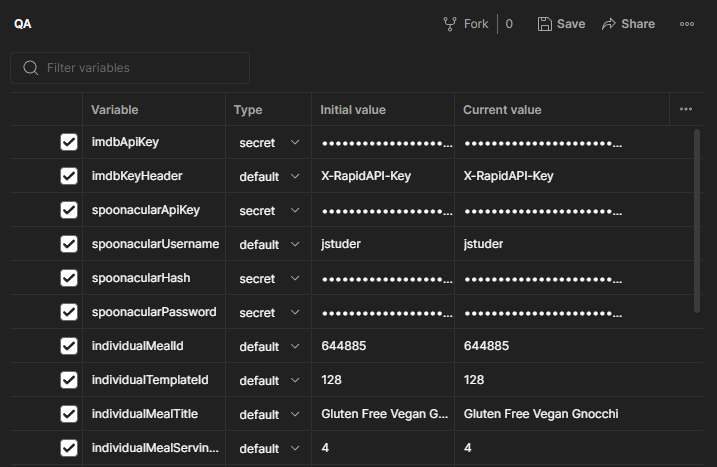 QA Fork 0 Save Share
Filter variables
Variable Type Initial value Current value
imdbApiKey secret ••••••••••••••••••... ••••••••••••••••••••••...
imdbKeyHeader default X-RapidAPI-Key X-RapidAPI-Key
spoonacularApiKey secret ••••••••••••••••••... ••••••••••••••••••••••...
spoonacularUsername default jstuder jstuder
spoonacularHash secret ••••••••••••••••••... ••••••••••••••••••••••...
spoonacularPassword secret ••••••••••••••••••... ••••••••••••••••••••••...
individualMealId default 644885 644885
individualTemplateId default 128 128
individualMealTitle default Gluten Free Vegan G... Gluten Free Vegan Gnocchi
individualMealServin... default 4 4